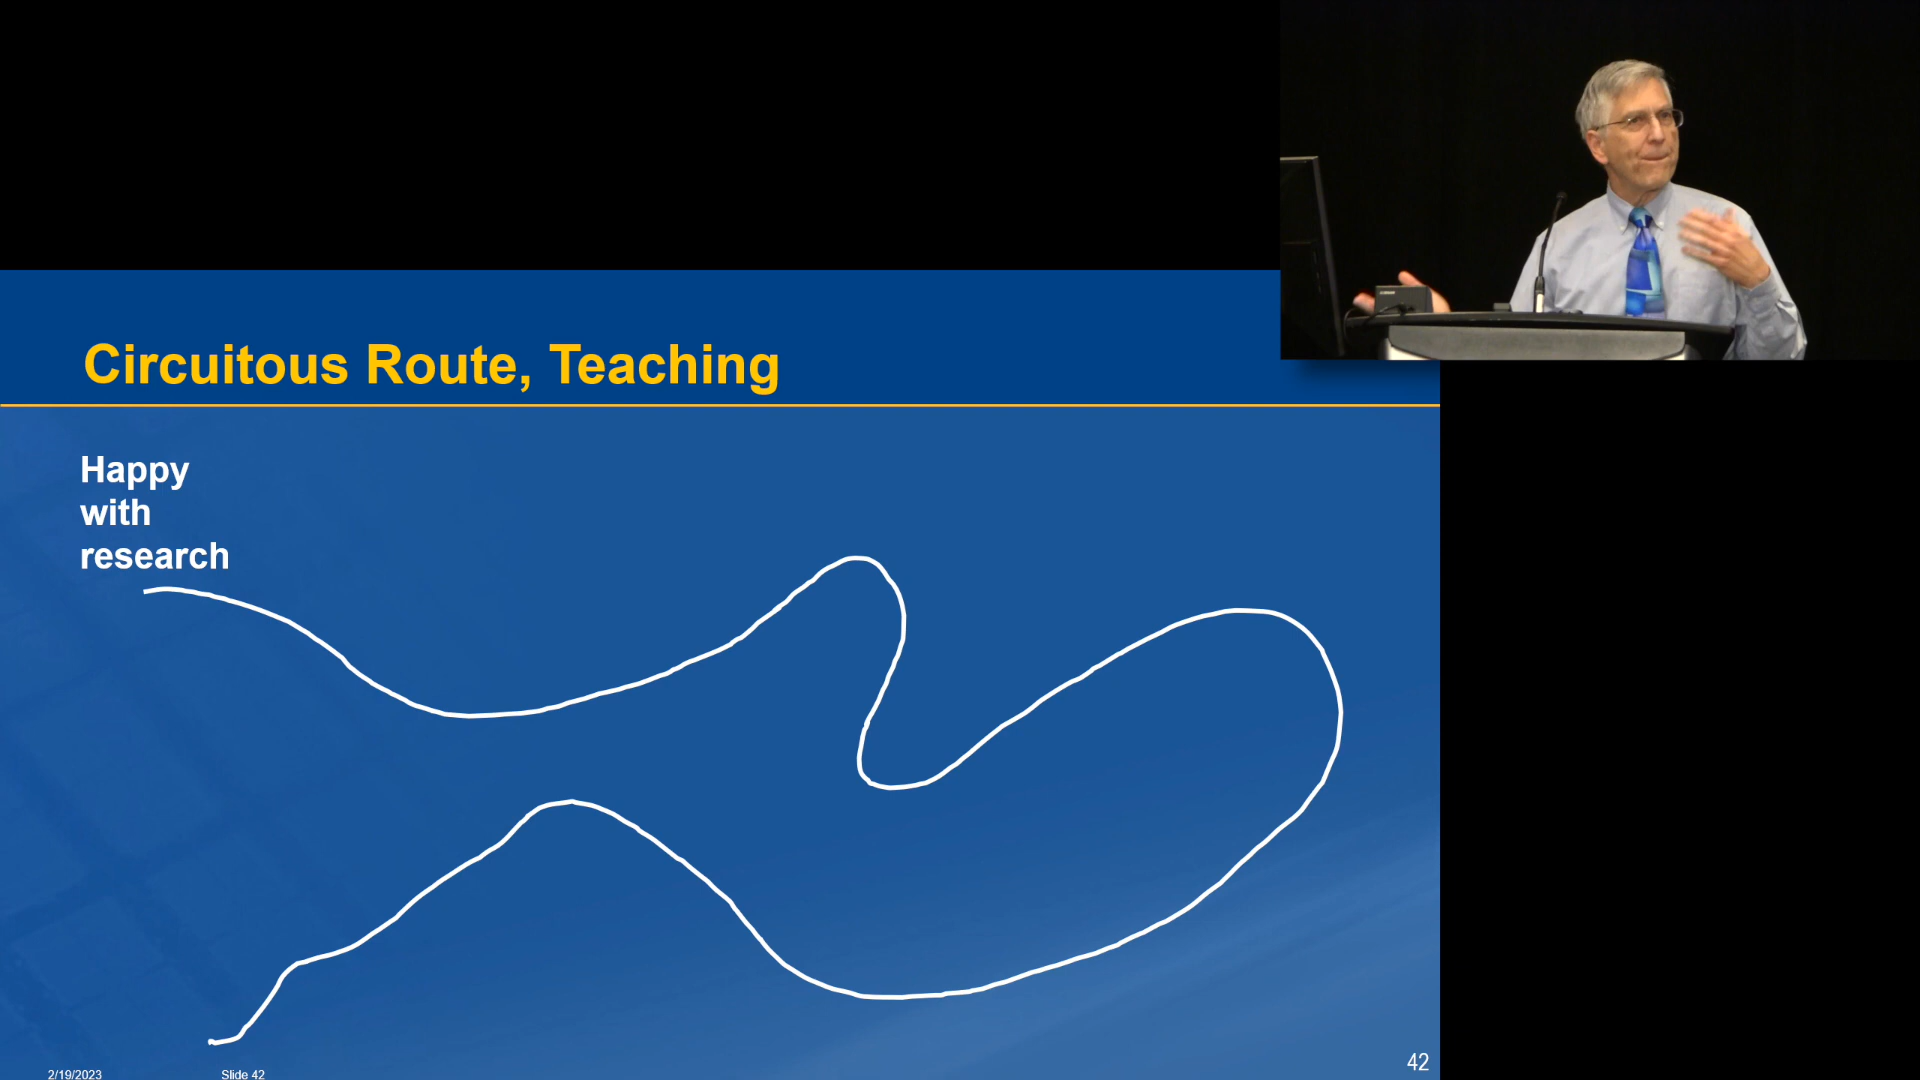 Circuitous Route, Teaching
Happy
with
research
2/19/2023
Slide 42
42